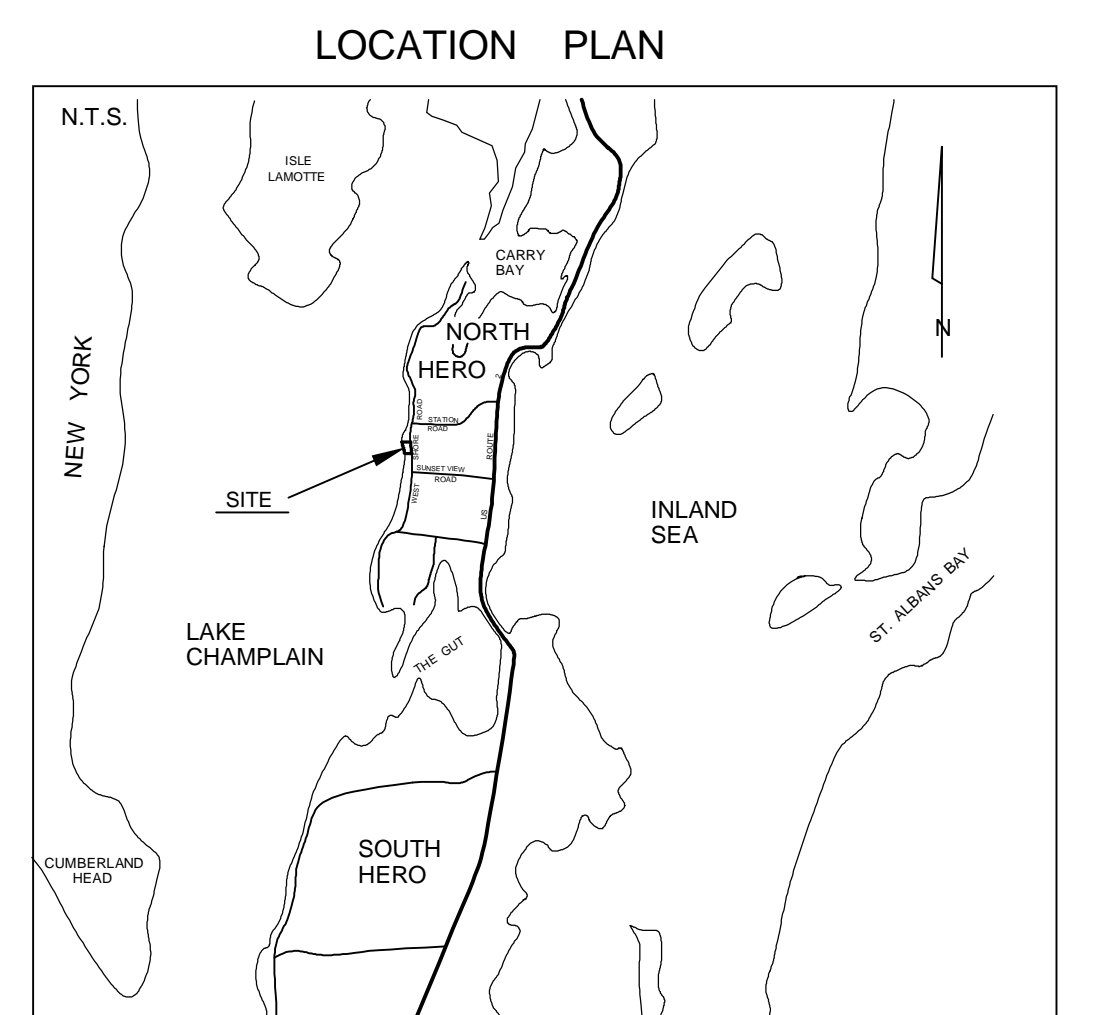 LOCATION PLAN
N.T.S.
ISLE
LAMOTTE
CARRY
BAY
N
NORTH
HERO
NEW YORK
2
ROAD
STATION
ROAD
SHORE
ROUTE
SUNSET VIEW
ROAD
WEST
US
SITE
INLAND
SEA
ST. ALBANS BAY
LAKE
CHAMPLAIN
THE GUT
SOUTH
HERO
CUMBERLAND
HEAD